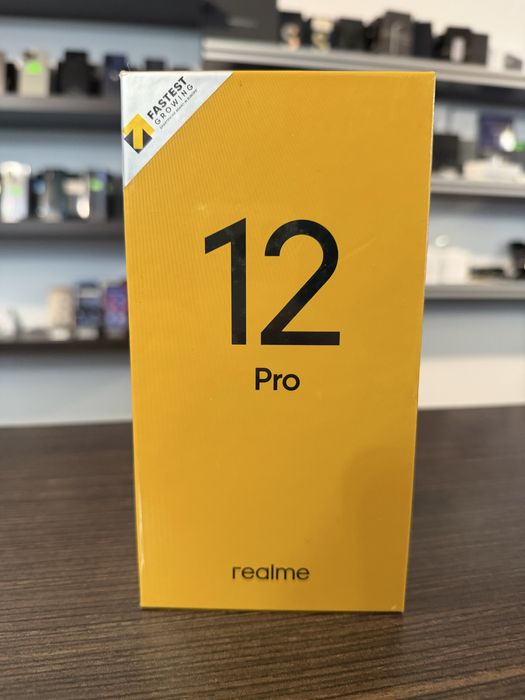 FASTEST
GROWING
12
Pro
realme